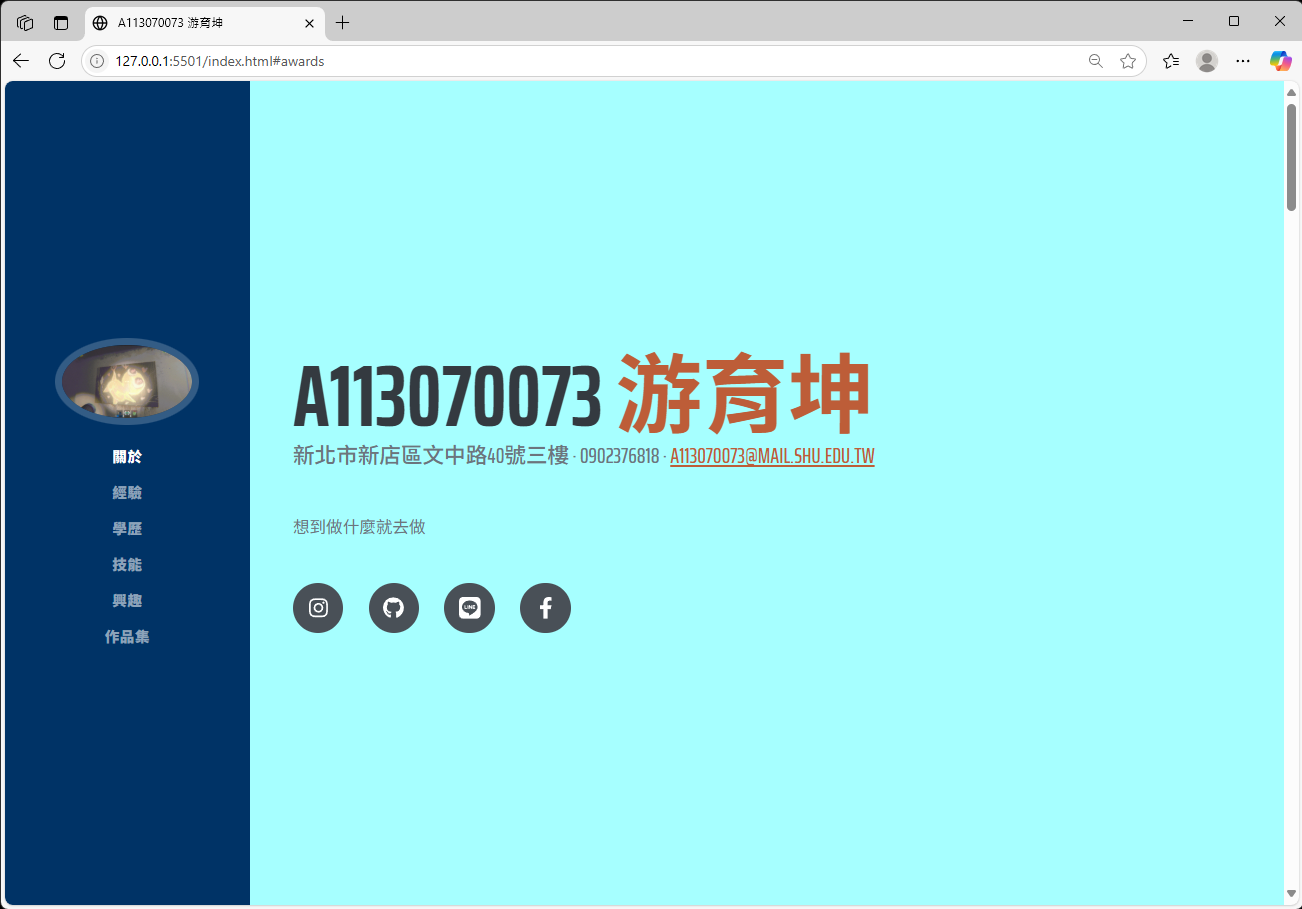 A113070073 游育坤
127.0.0.1:5501/index.html#awards
關於
經驗
學歷
技能
興趣
作品集
A113070073 游育坤
新北市新店區文中路40號三樓 · 0902376818 · A113070073@MAIL.SHU.EDU.TW
想到做什麼就去做
LINE